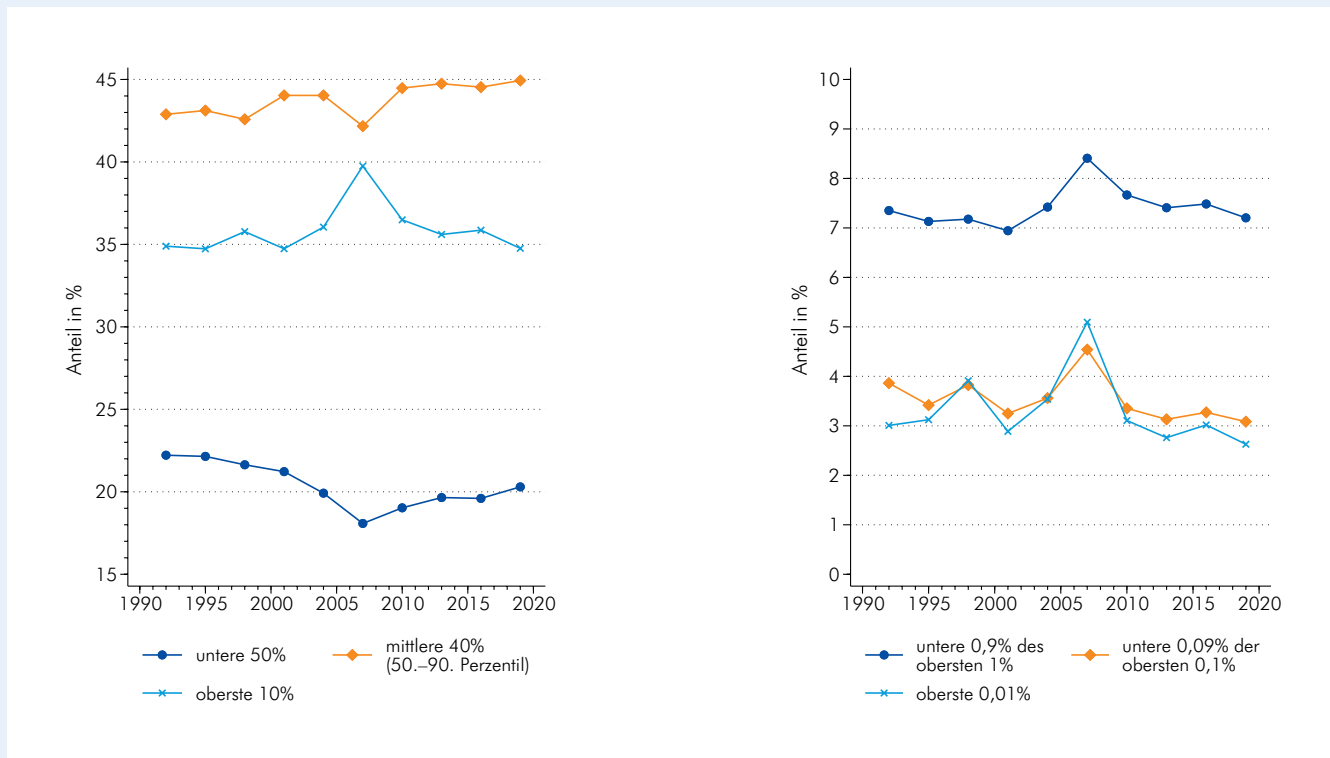 Anteil in %
45
40
35
30
25
20
15
1990 1995 2000 2005 2010 2015 2020
untere 50%
mittlere 40%
(50.–90. Perzentil)
oberste 10%
Anteil in %
10
9
8
7
6
5
4
3
2
1
0
1990 1995 2000 2005 2010 2015 2020
untere 0,9% des
obersten 1%
untere 0,09% der
obersten 0,1%
oberste 0,01%